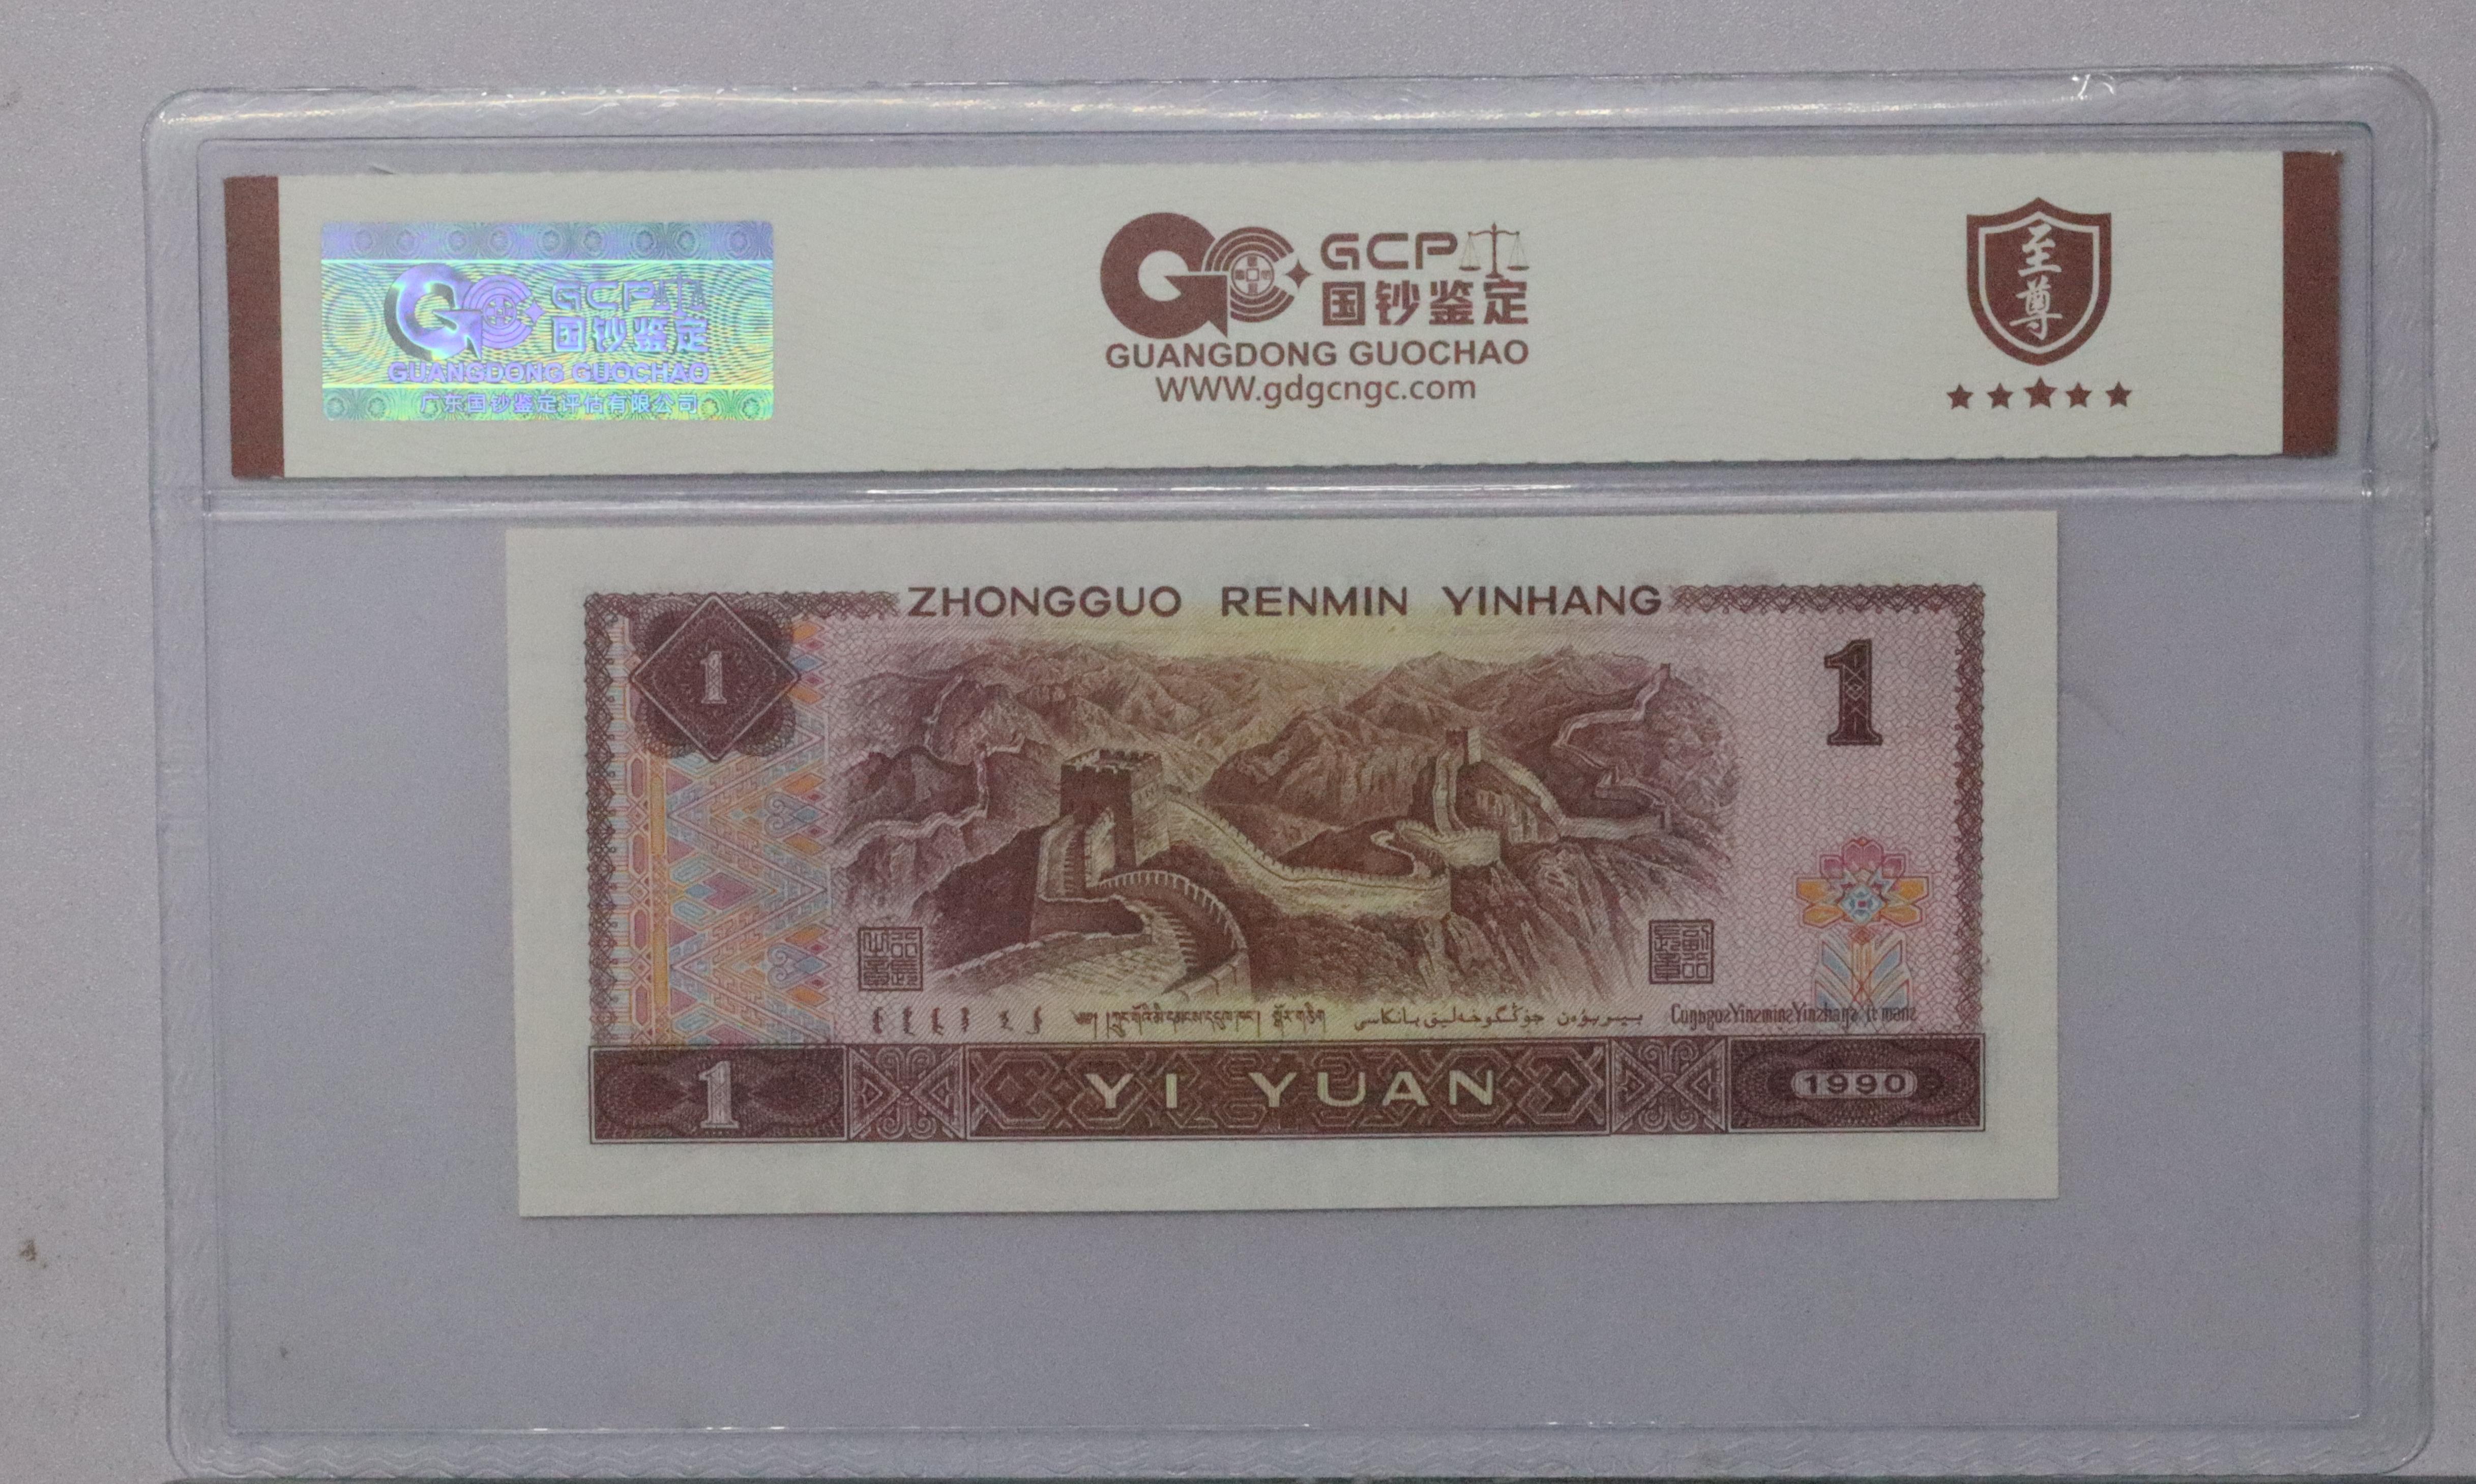 GCP
国钞鉴定
GUANGDONG GUOCHAO
广东国钞鉴定评估有限公司
GCP
国钞鉴定
GUANGDONG GUOCHAO
WWW.gdgcngc.com
至尊
ZHONGGUO RENMIN YINHANG
1
1
1
YI YUAN
1990